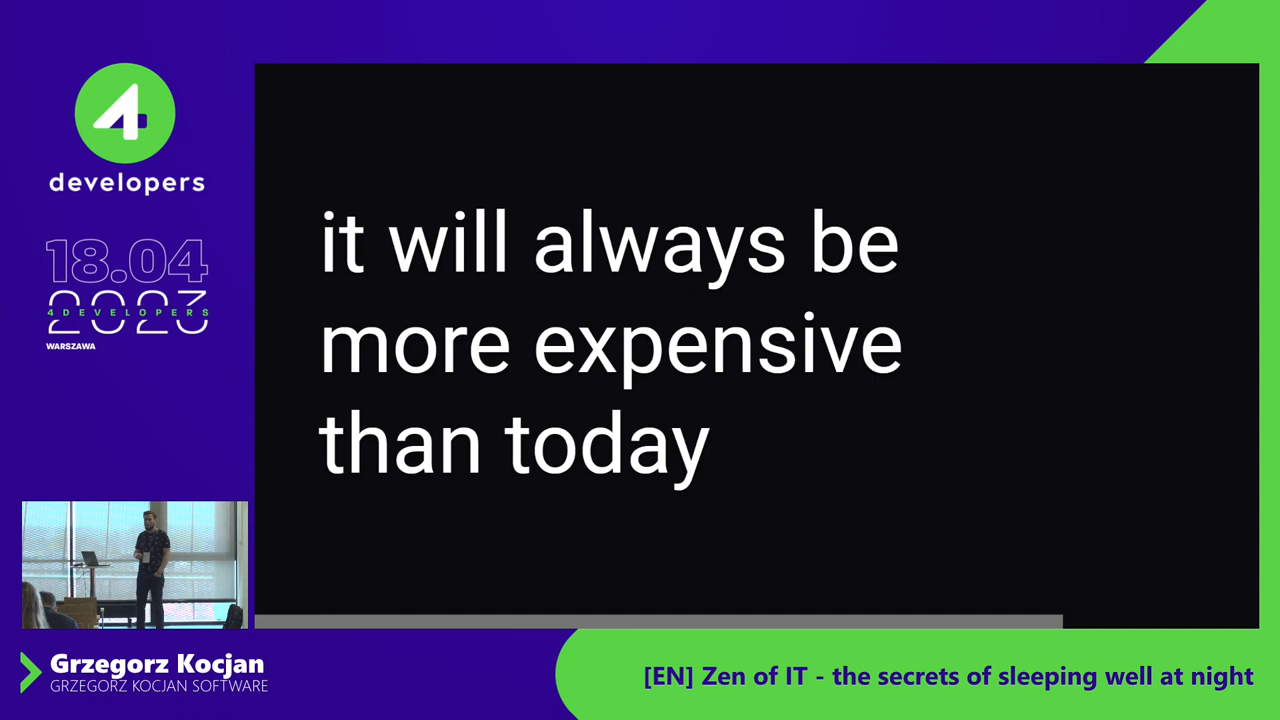 4
developers
18.04
2023
4DEVELOPERS
WARSZAWA
it will always be
more expensive
than today
Grzegorz Kocjan
GRZEGORZ KOCJAN SOFTWARE
[EN] Zen of IT - the secrets of sleeping well at night